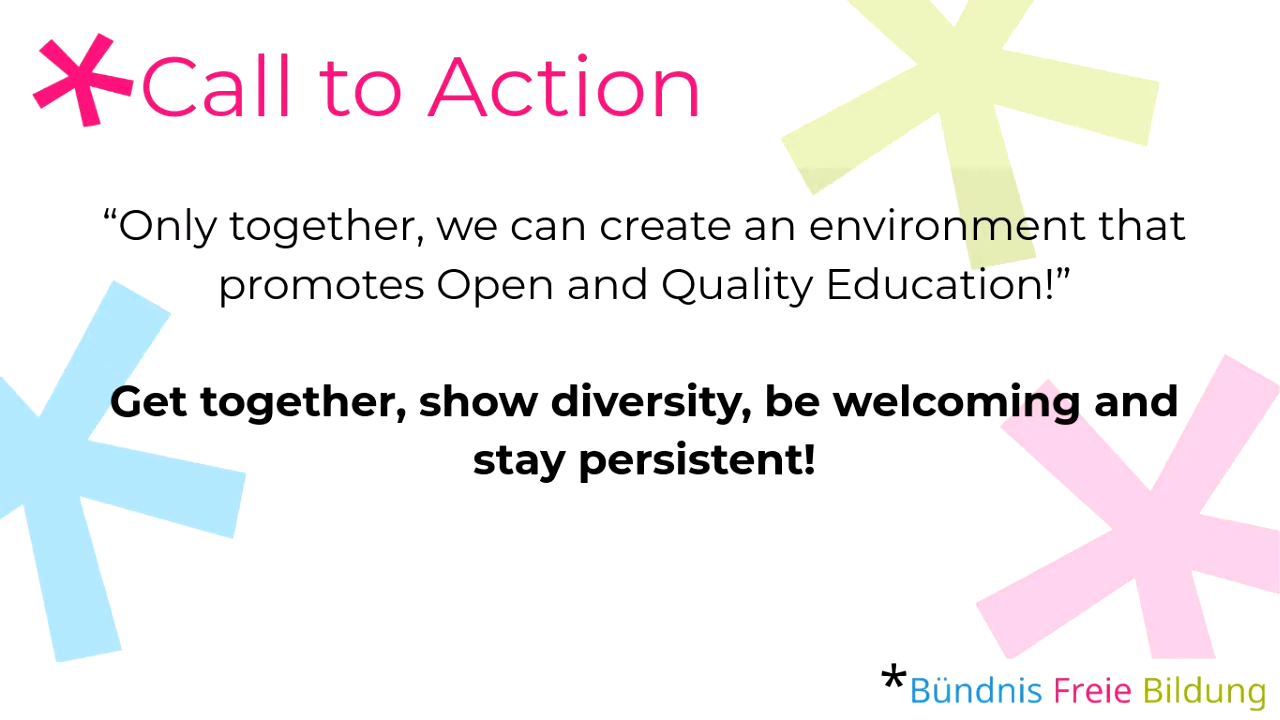 *Call to Action
“Only together, we can create an environment that
promotes Open and Quality Education!”
Get together, show diversity, be welcoming and
stay persistent!
*Bündnis Freie Bildung